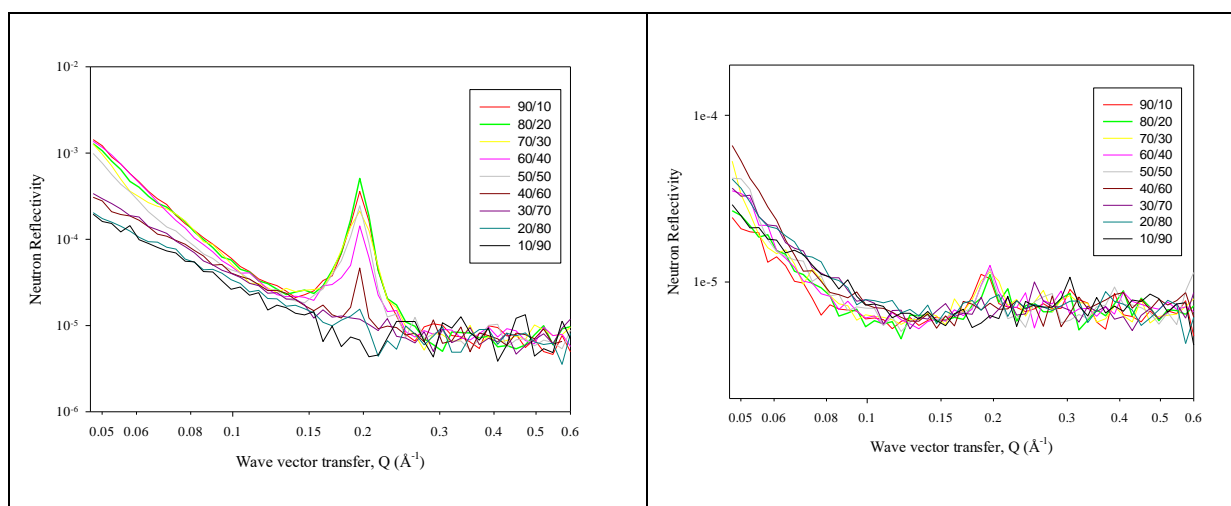 10⁻²
10⁻³
10⁻⁴
10⁻⁵
10⁻⁶
Neutron Reflectivity
90/10
80/20
70/30
60/40
50/50
40/60
30/70
20/80
10/90
0.05 0.06 0.08 0.1 0.15 0.2 0.3 0.4 0.5 0.6
Wave vector transfer, Q (Å⁻¹)
1e-4
1e-5
Neutron Reflectivity
90/10
80/20
70/30
60/40
50/50
40/60
30/70
20/80
10/90
0.05 0.06 0.08 0.1 0.15 0.2 0.3 0.4 0.5 0.6
Wave vector transfer, Q (Å⁻¹)